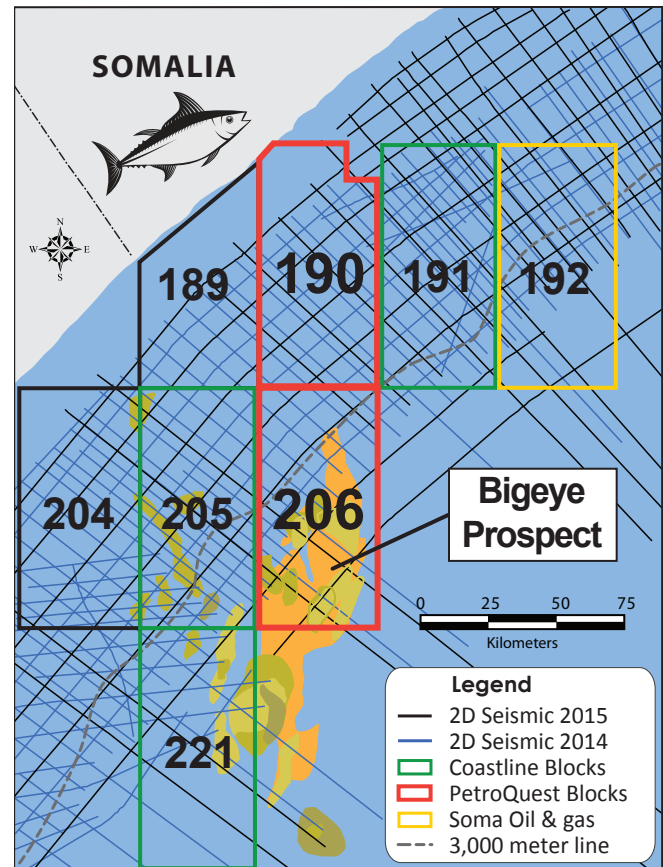 SOMALIA
N
W E
S
189
190
191
192
204
205
206
Bigeye
Prospect
0 25 50 75
Kilometers
221
Legend
2D Seismic 2015
2D Seismic 2014
Coastline Blocks
PetroQuest Blocks
Soma Oil & gas
3,000 meter line